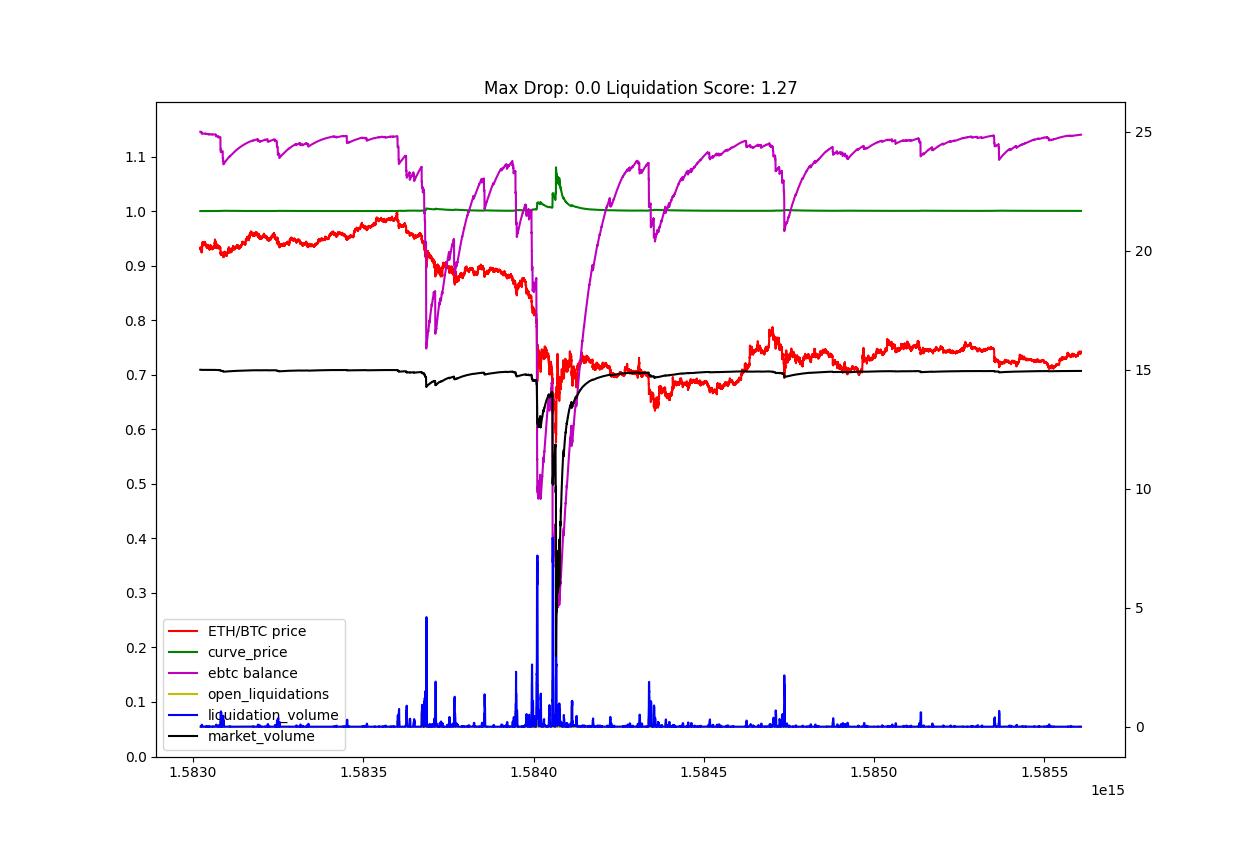 Max Drop: 0.0 Liquidation Score: 1.27
1.1
1.0
0.9
0.8
0.7
0.6
0.5
0.4
0.3
0.2
0.1
0.0
25
20
15
10
5
0
ETH/BTC price
curve_price
ebtc balance
open_liquidations
liquidation_volume
market_volume
1.5830 1.5835 1.5840 1.5845 1.5850 1.5855
1e15